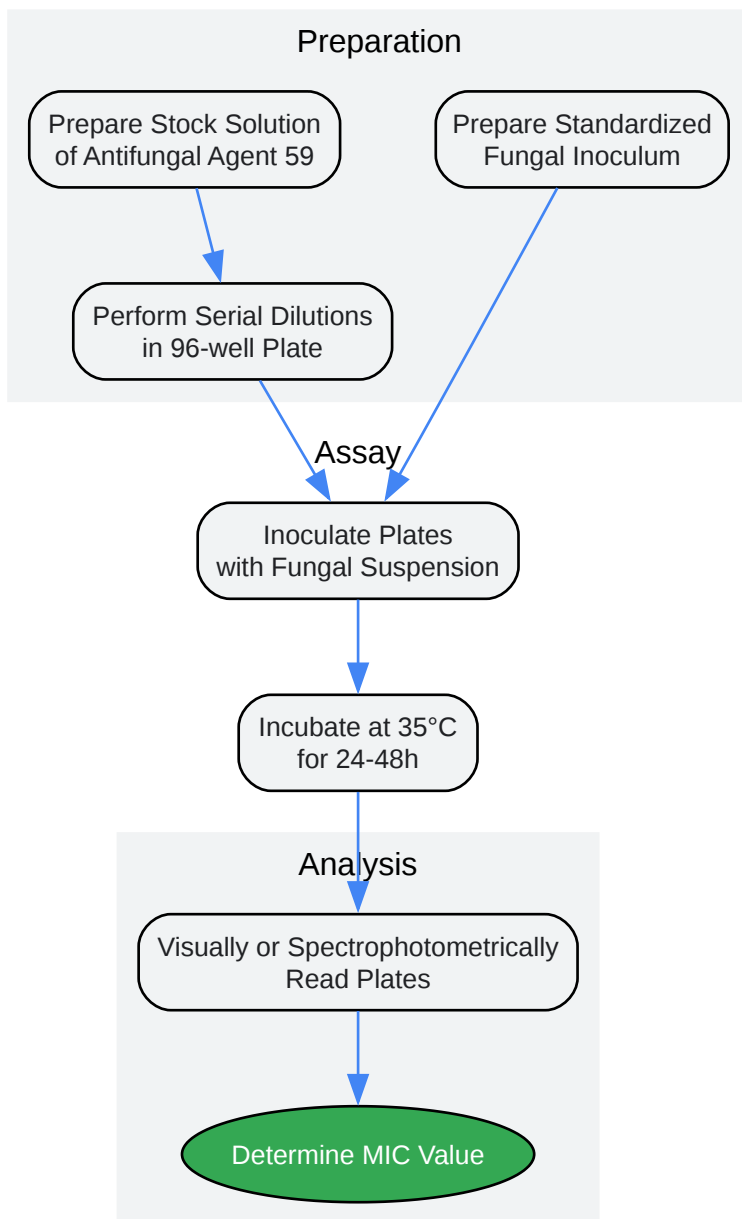 Preparation
Prepare Stock Solution
of Antifungal Agent 59
Prepare Standardized
Fungal Inoculum
Perform Serial Dilutions
in 96-well Plate
Assay
Inoculate Plates
with Fungal Suspension
Incubate at 35°C
for 24-48h
Analysis
Visually or Spectrophotometrically
Read Plates
Determine MIC Value